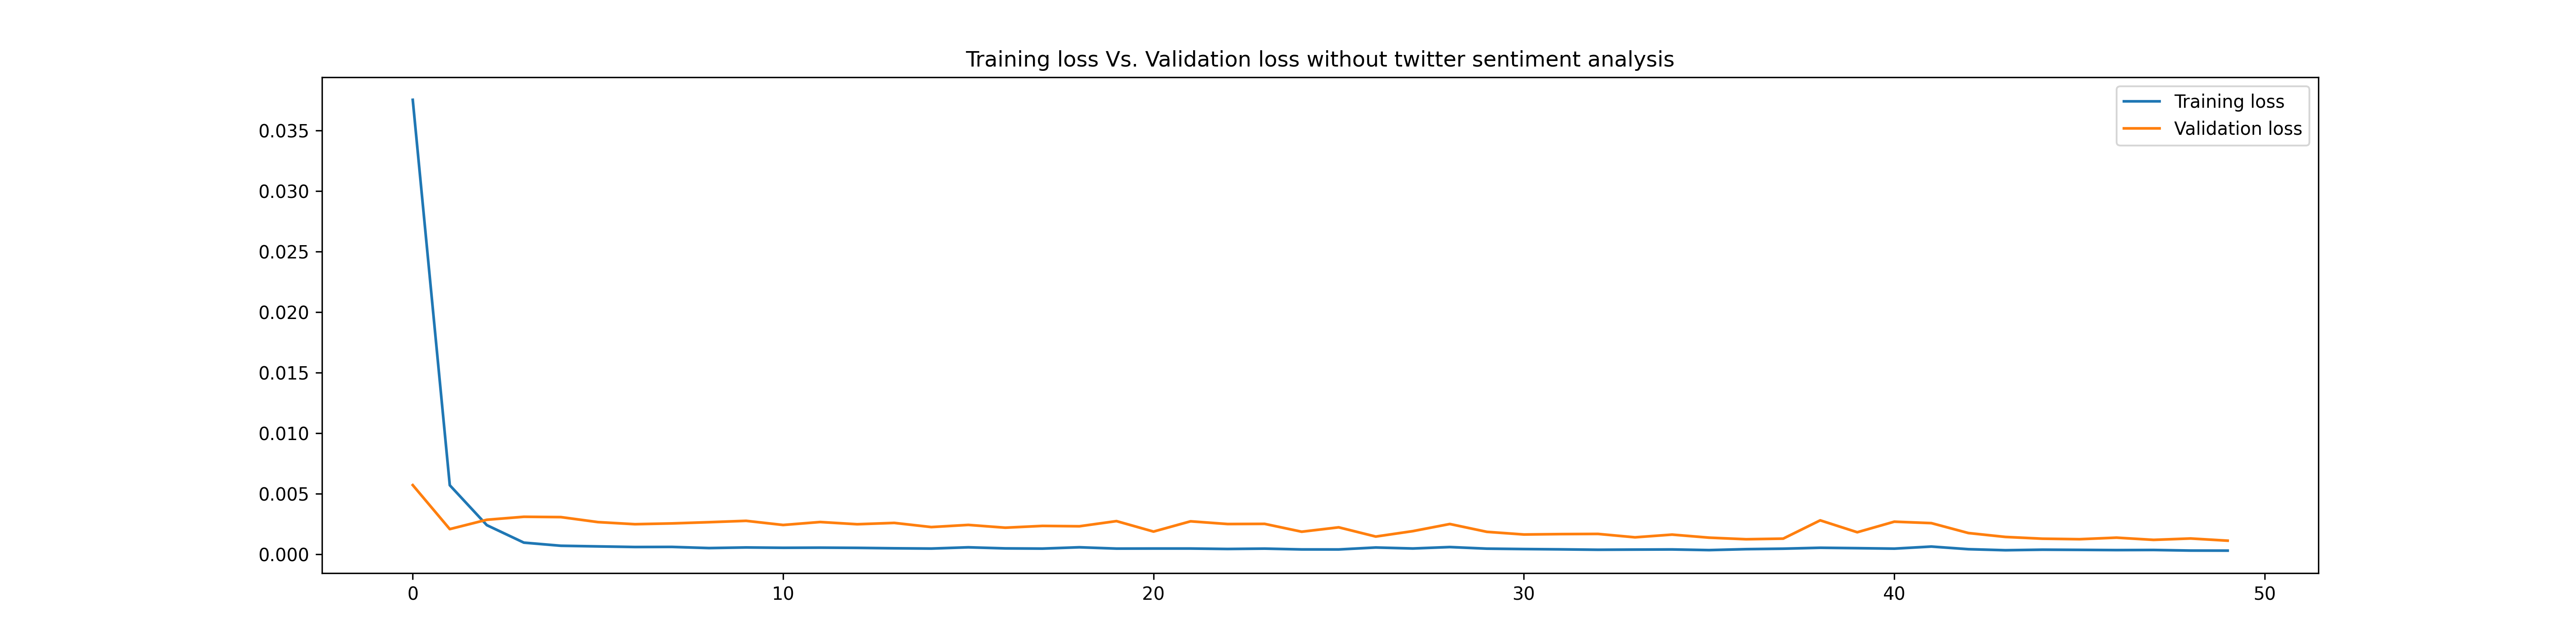 Training loss Vs. Validation loss without twitter sentiment analysis
Training loss
Validation loss
0.035
0.030
0.025
0.020
0.015
0.010
0.005
0.000
0 10 20 30 40 50